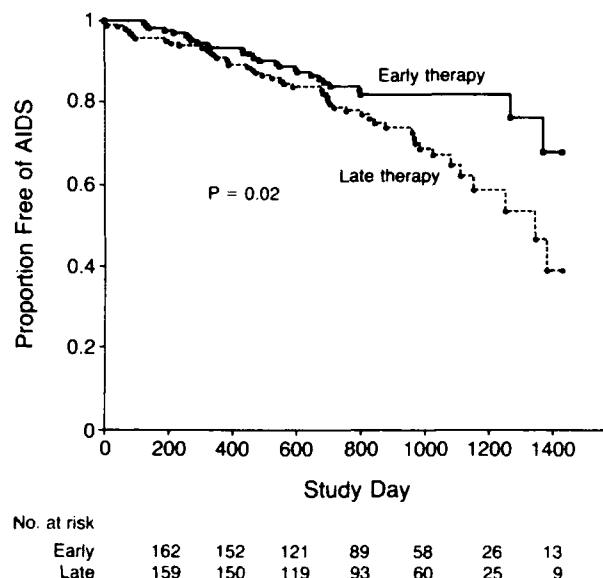 1
0.8
0.6
0.4
0.2
0
Proportion Free of AIDS
Early therapy
Late therapy
P = 0.02
0 200 400 600 800 1000 1200 1400
Study Day
No. at risk
Early 162 152 121 89 58 26 13
Late 159 150 119 93 60 25 9